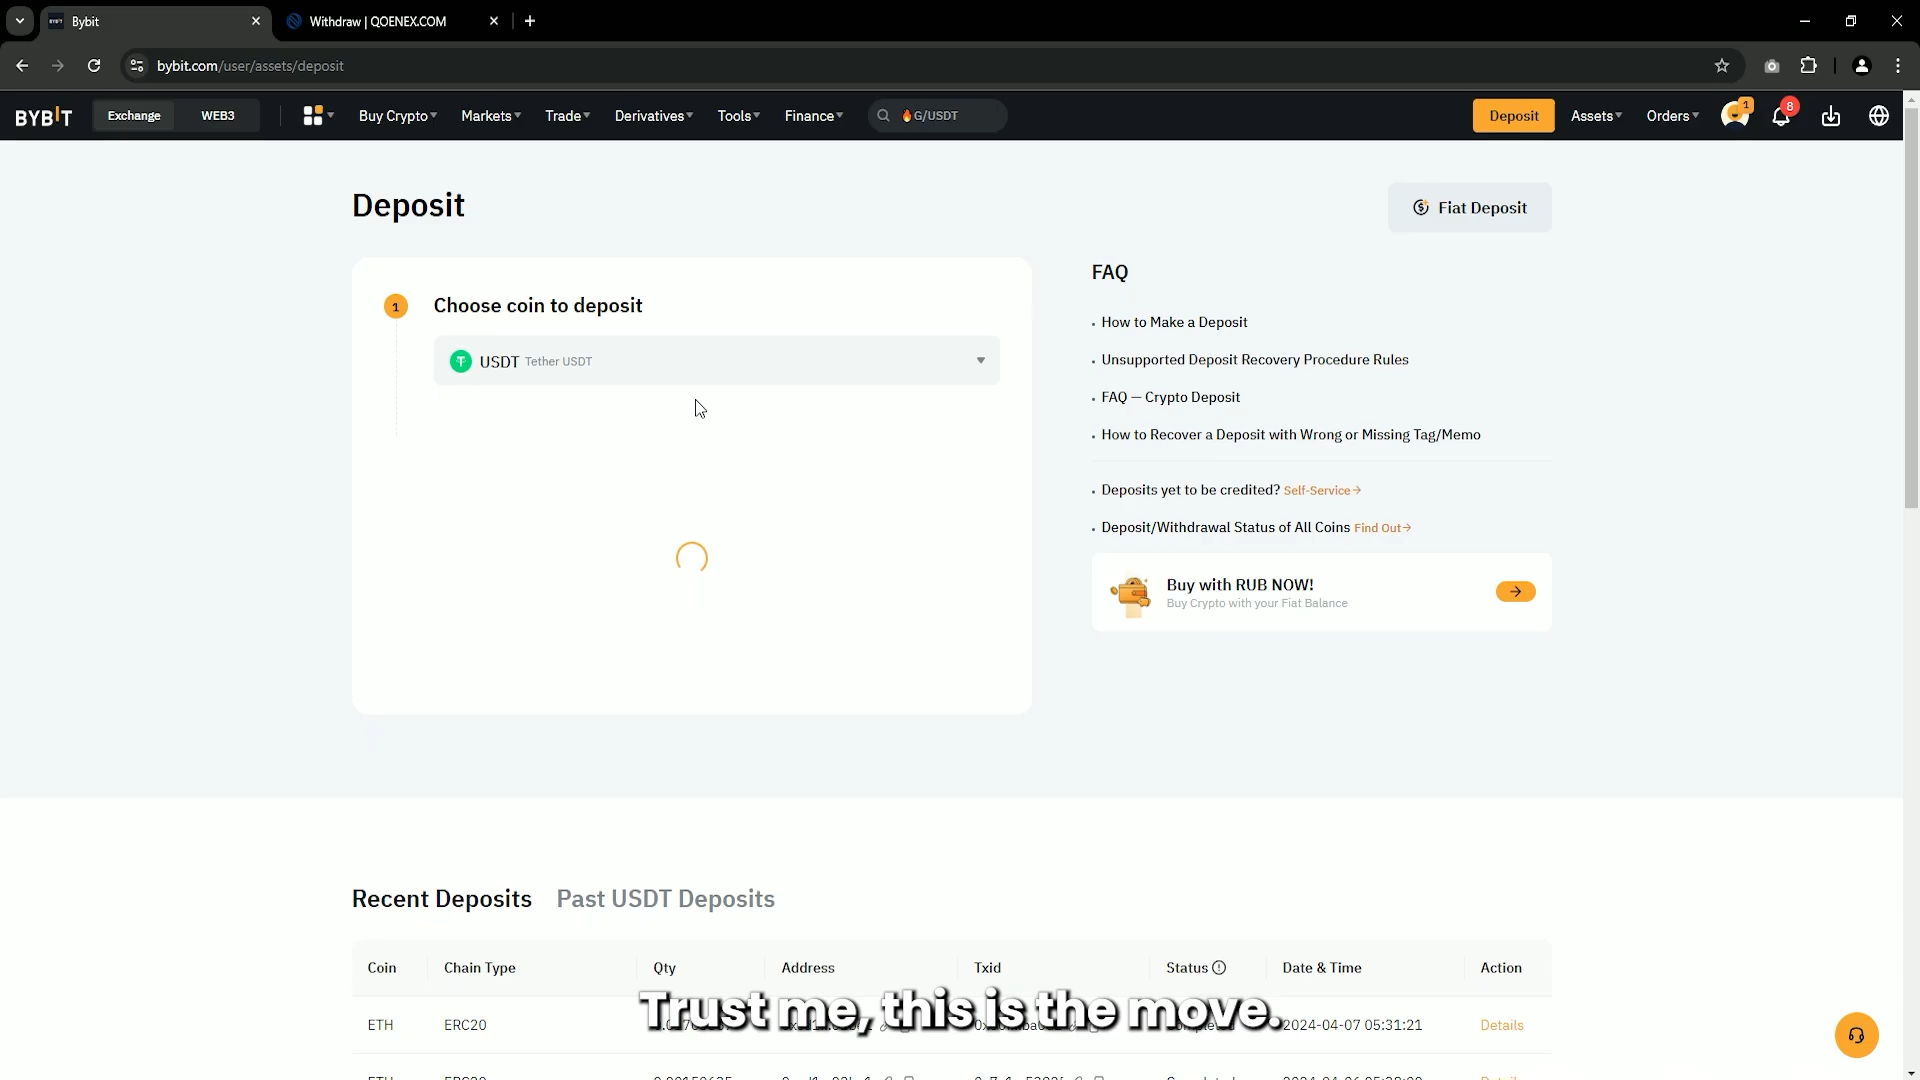 Bybit
Withdraw | QOENEX.COM
bybit.com/user/assets/deposit
BYBIT
Exchange
WEB3
Buy Crypto
Markets
Trade
Derivatives
Tools
Finance
G/USDT
Deposit
Assets
Orders
1
8
Deposit
Fiat Deposit
1
Choose coin to deposit
USDT Tether USDT
FAQ
How to Make a Deposit
Unsupported Deposit Recovery Procedure Rules
FAQ — Crypto Deposit
How to Recover a Deposit with Wrong or Missing Tag/Memo
Deposits yet to be credited? Self-Service
Deposit/Withdrawal Status of All Coins Find Out
Buy with RUB NOW!
Buy Crypto with your Fiat Balance
Recent Deposits
Past USDT Deposits
Coin Chain Type Qty Address Txid Status Date & Time Action
ETH ERC20 2024-04-07 05:31:21 Details
Trust me, this is the move.